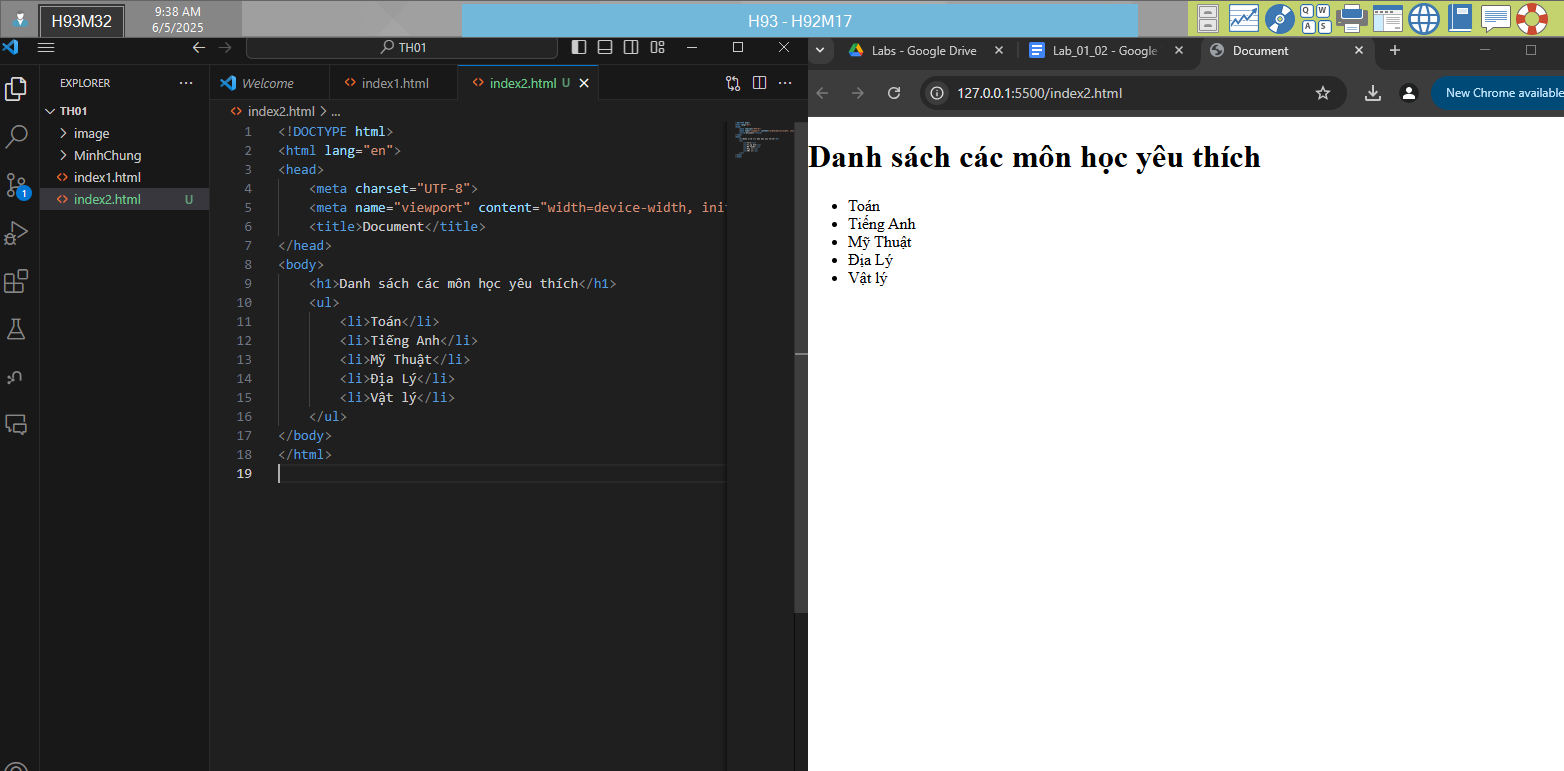 H93M32
9:38 AM
6/5/2025
H93 - H92M17
Q W
A S
TH01
EXPLORER
TH01
image
MinhChung
index1.html
index2.html U
1
Welcome
index1.html
index2.html U
index2.html > ...
1 <!DOCTYPE html>
2 <html lang="en">
3 <head>
4 <meta charset="UTF-8">
5 <meta name="viewport" content="width=device-width, init
6 <title>Document</title>
7 </head>
8 <body>
9 <h1>Danh sách các môn học yêu thích</h1>
10 <ul>
11 <li>Toán</li>
12 <li>Tiếng Anh</li>
13 <li>Mỹ Thuật</li>
14 <li>Địa Lý</li>
15 <li>Vật lý</li>
16 </ul>
17 </body>
18 </html>
19
Labs - Google Drive
Lab_01_02 - Google
Document
127.0.0.1:5500/index2.html
New Chrome available
Danh sách các môn học yêu thích
• Toán
• Tiếng Anh
• Mỹ Thuật
• Địa Lý
• Vật lý